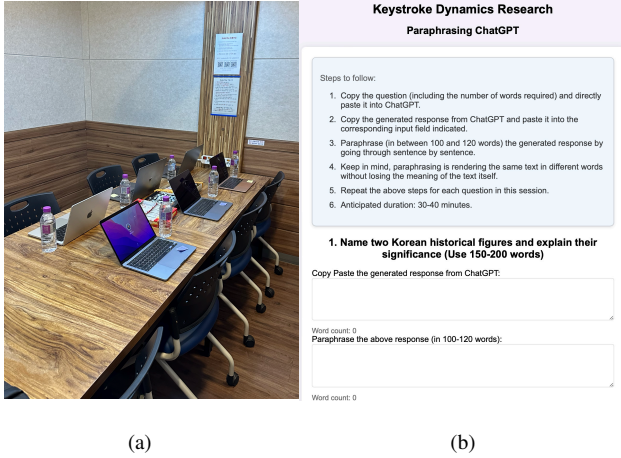 Keystroke Dynamics Research
Paraphrasing ChatGPT
Steps to follow:
1. Copy the question (including the number of words required) and directly
paste it into ChatGPT.
2. Copy the generated response from ChatGPT and paste it into the
corresponding input field indicated.
3. Paraphrase (in between 100 and 120 words) the generated response by
going through sentence by sentence.
4. Keep in mind, paraphrasing is rendering the same text in different words
without losing the meaning of the text itself.
5. Repeat the above steps for each question in this session.
6. Anticipated duration: 30-40 minutes.
1. Name two Korean historical figures and explain their
significance (Use 150-200 words)
Copy Paste the generated response from ChatGPT:
Word count: 0
Paraphrase the above response (in 100-120 words):
Word count: 0
(a)
(b)